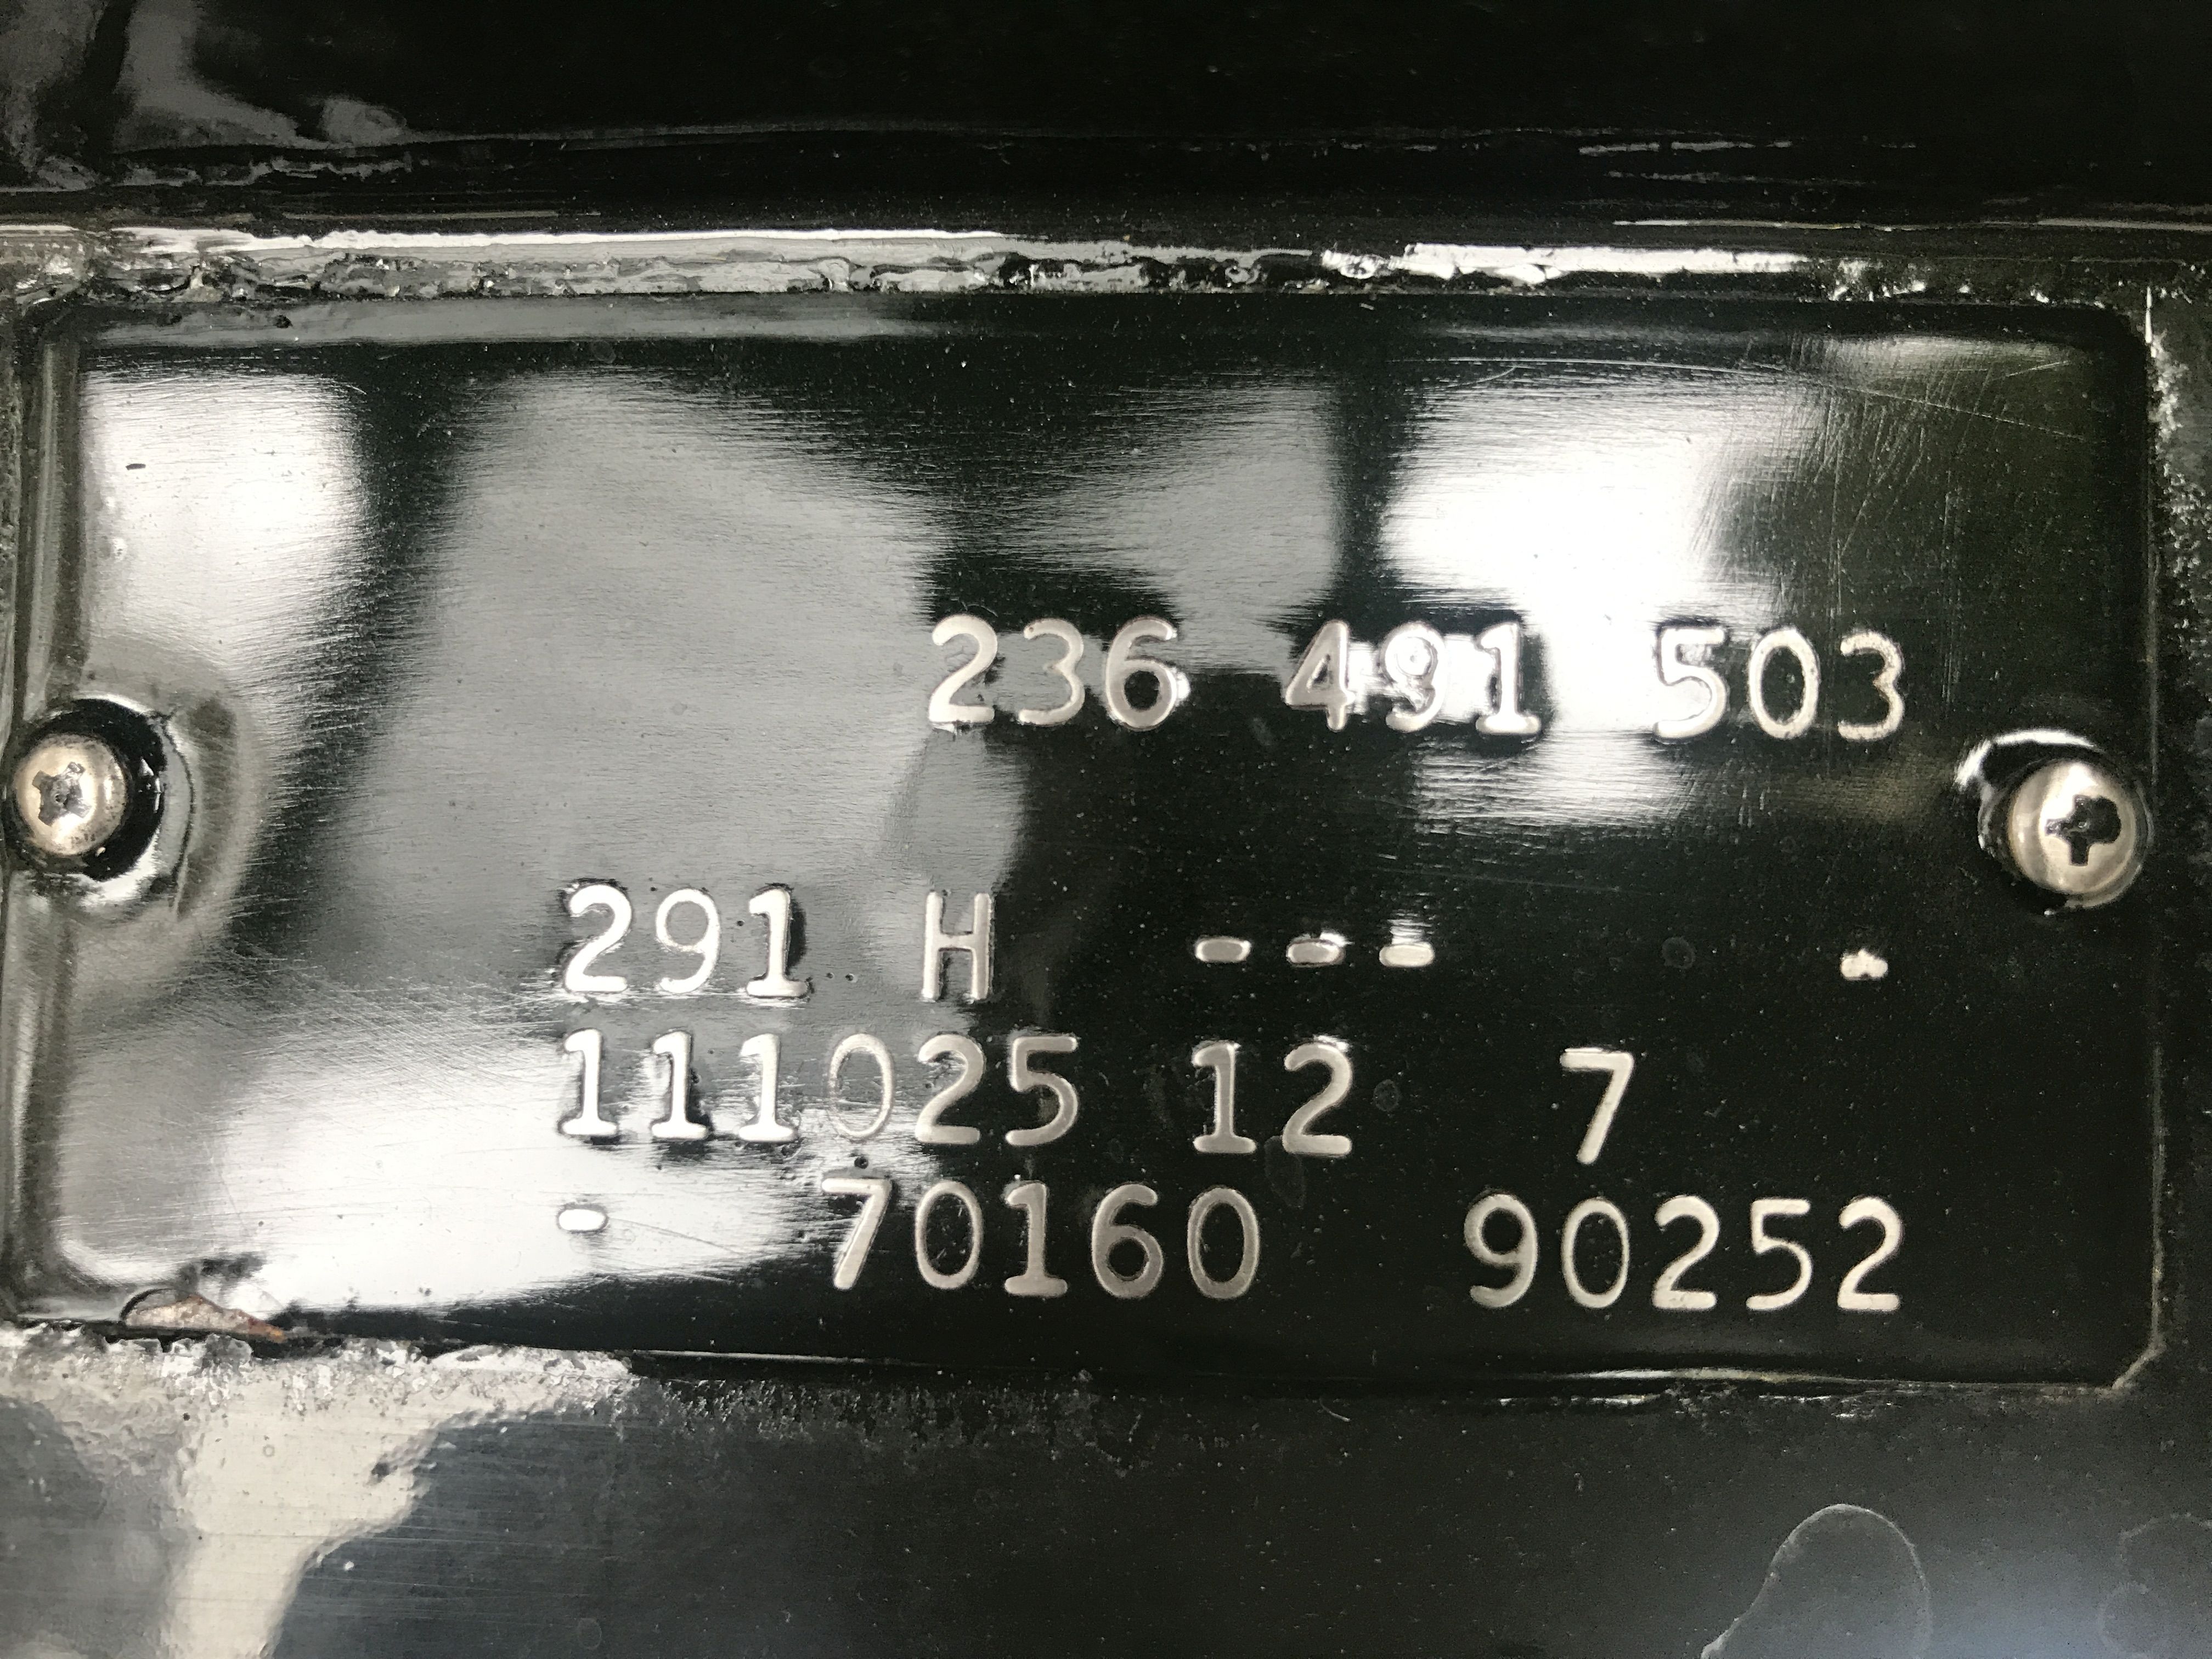 236 491 503
291 H --- -
111025 12 7
- 70160 90252